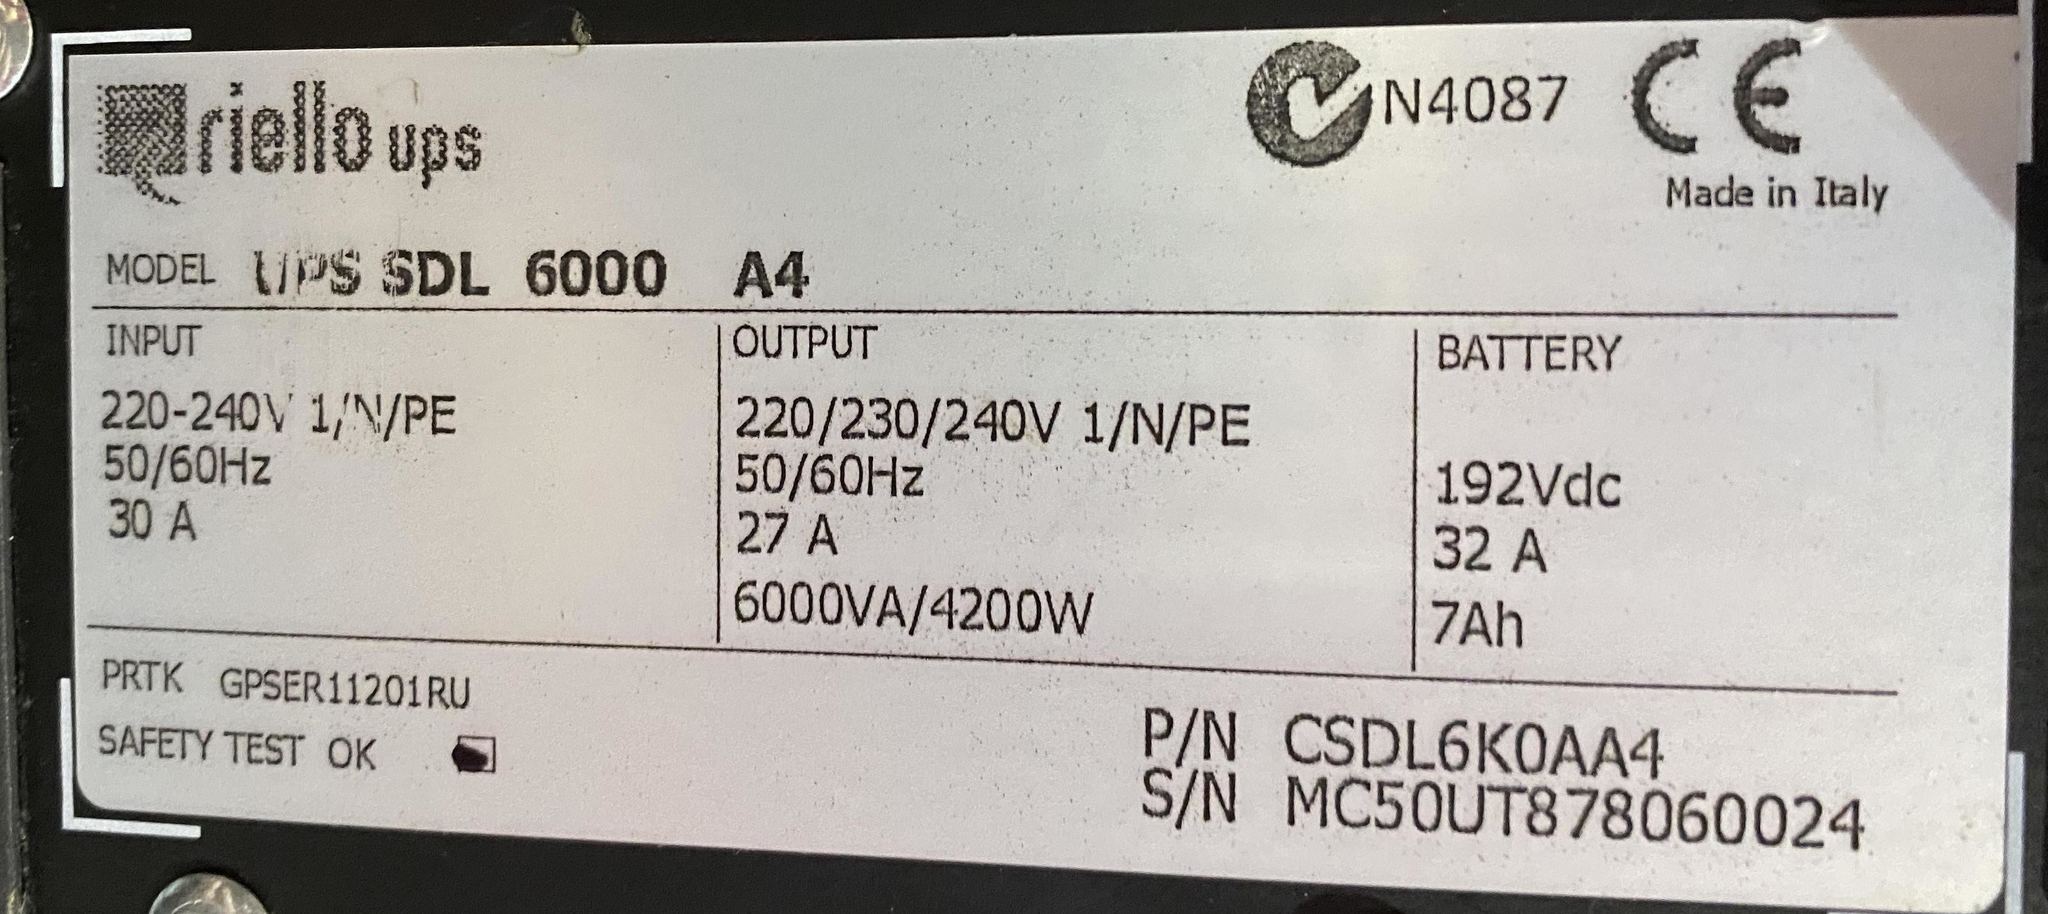 riello ups
N4087 CE
Made in Italy
MODEL UPS SDL 6000 A4
INPUT
220-240V 1/N/PE
50/60Hz
30 A
OUTPUT
220/230/240V 1/N/PE
50/60Hz
27 A
6000VA/4200W
BATTERY
192Vdc
32 A
7Ah
PRTK GPSER11201RU
SAFETY TEST OK
P/N CSDL6K0AA4
S/N MC50UT878060024